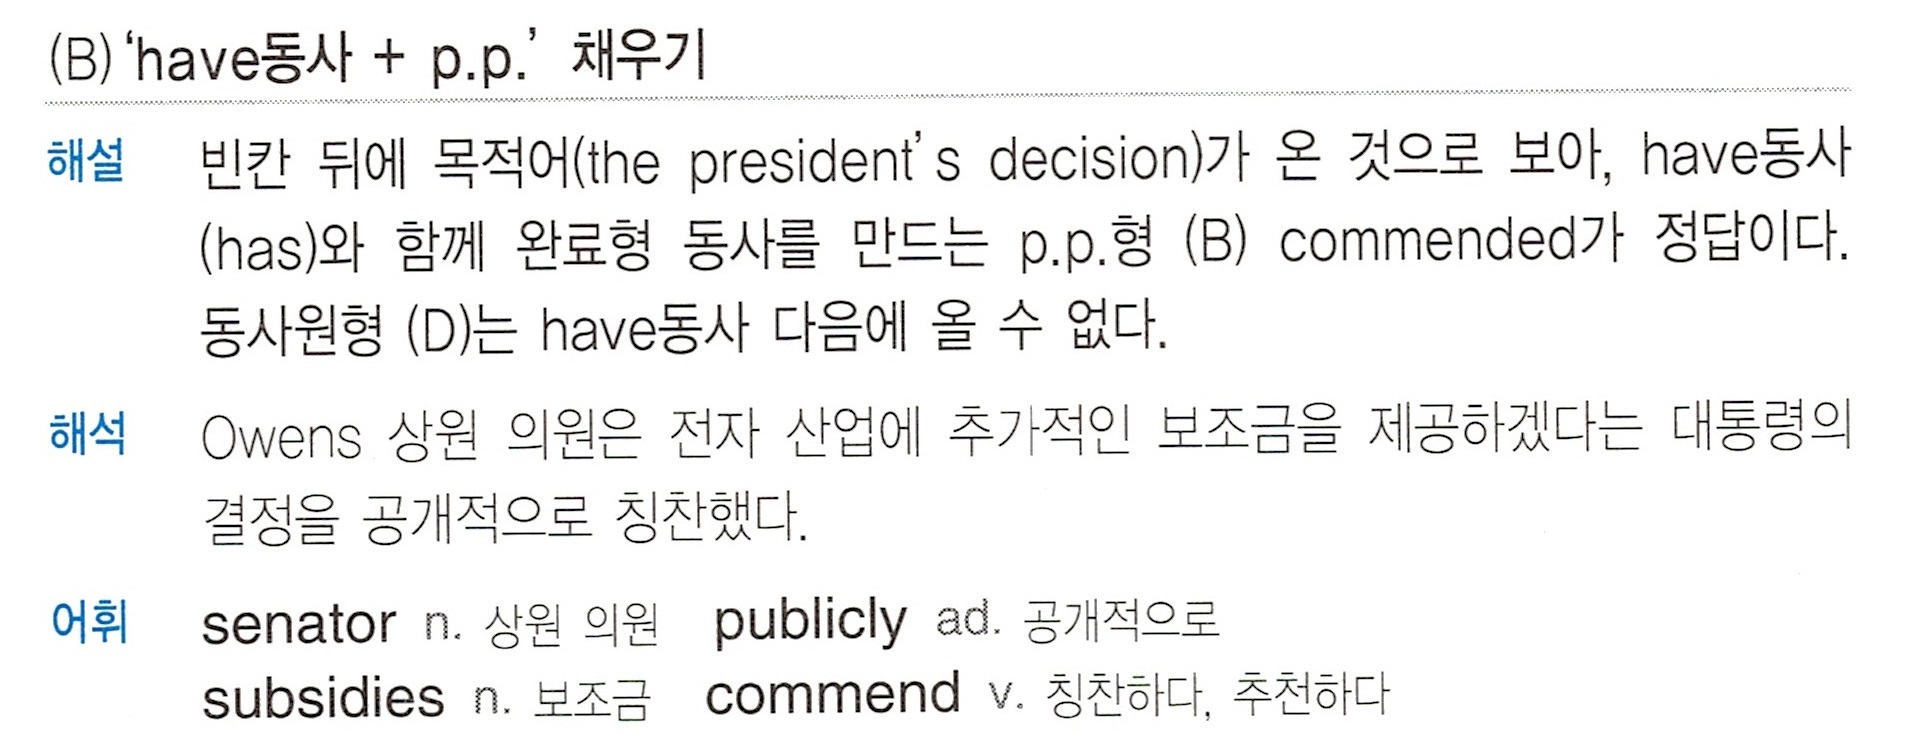 (B) ‘have동사 + p.p.’ 채우기
해설 빈칸 뒤에 목적어(the president’s decision)가 온 것으로 보아, have동사
(has)와 함께 완료형 동사를 만드는 p.p.형 (B) commended가 정답이다.
동사원형 (D)는 have동사 다음에 올 수 없다.
해석 Owens 상원 의원은 전자 산업에 추가적인 보조금을 제공하겠다는 대통령의
결정을 공개적으로 칭찬했다.
어휘 senator n. 상원 의원 publicly ad. 공개적으로
subsidies n. 보조금 commend v. 칭찬하다, 추천하다